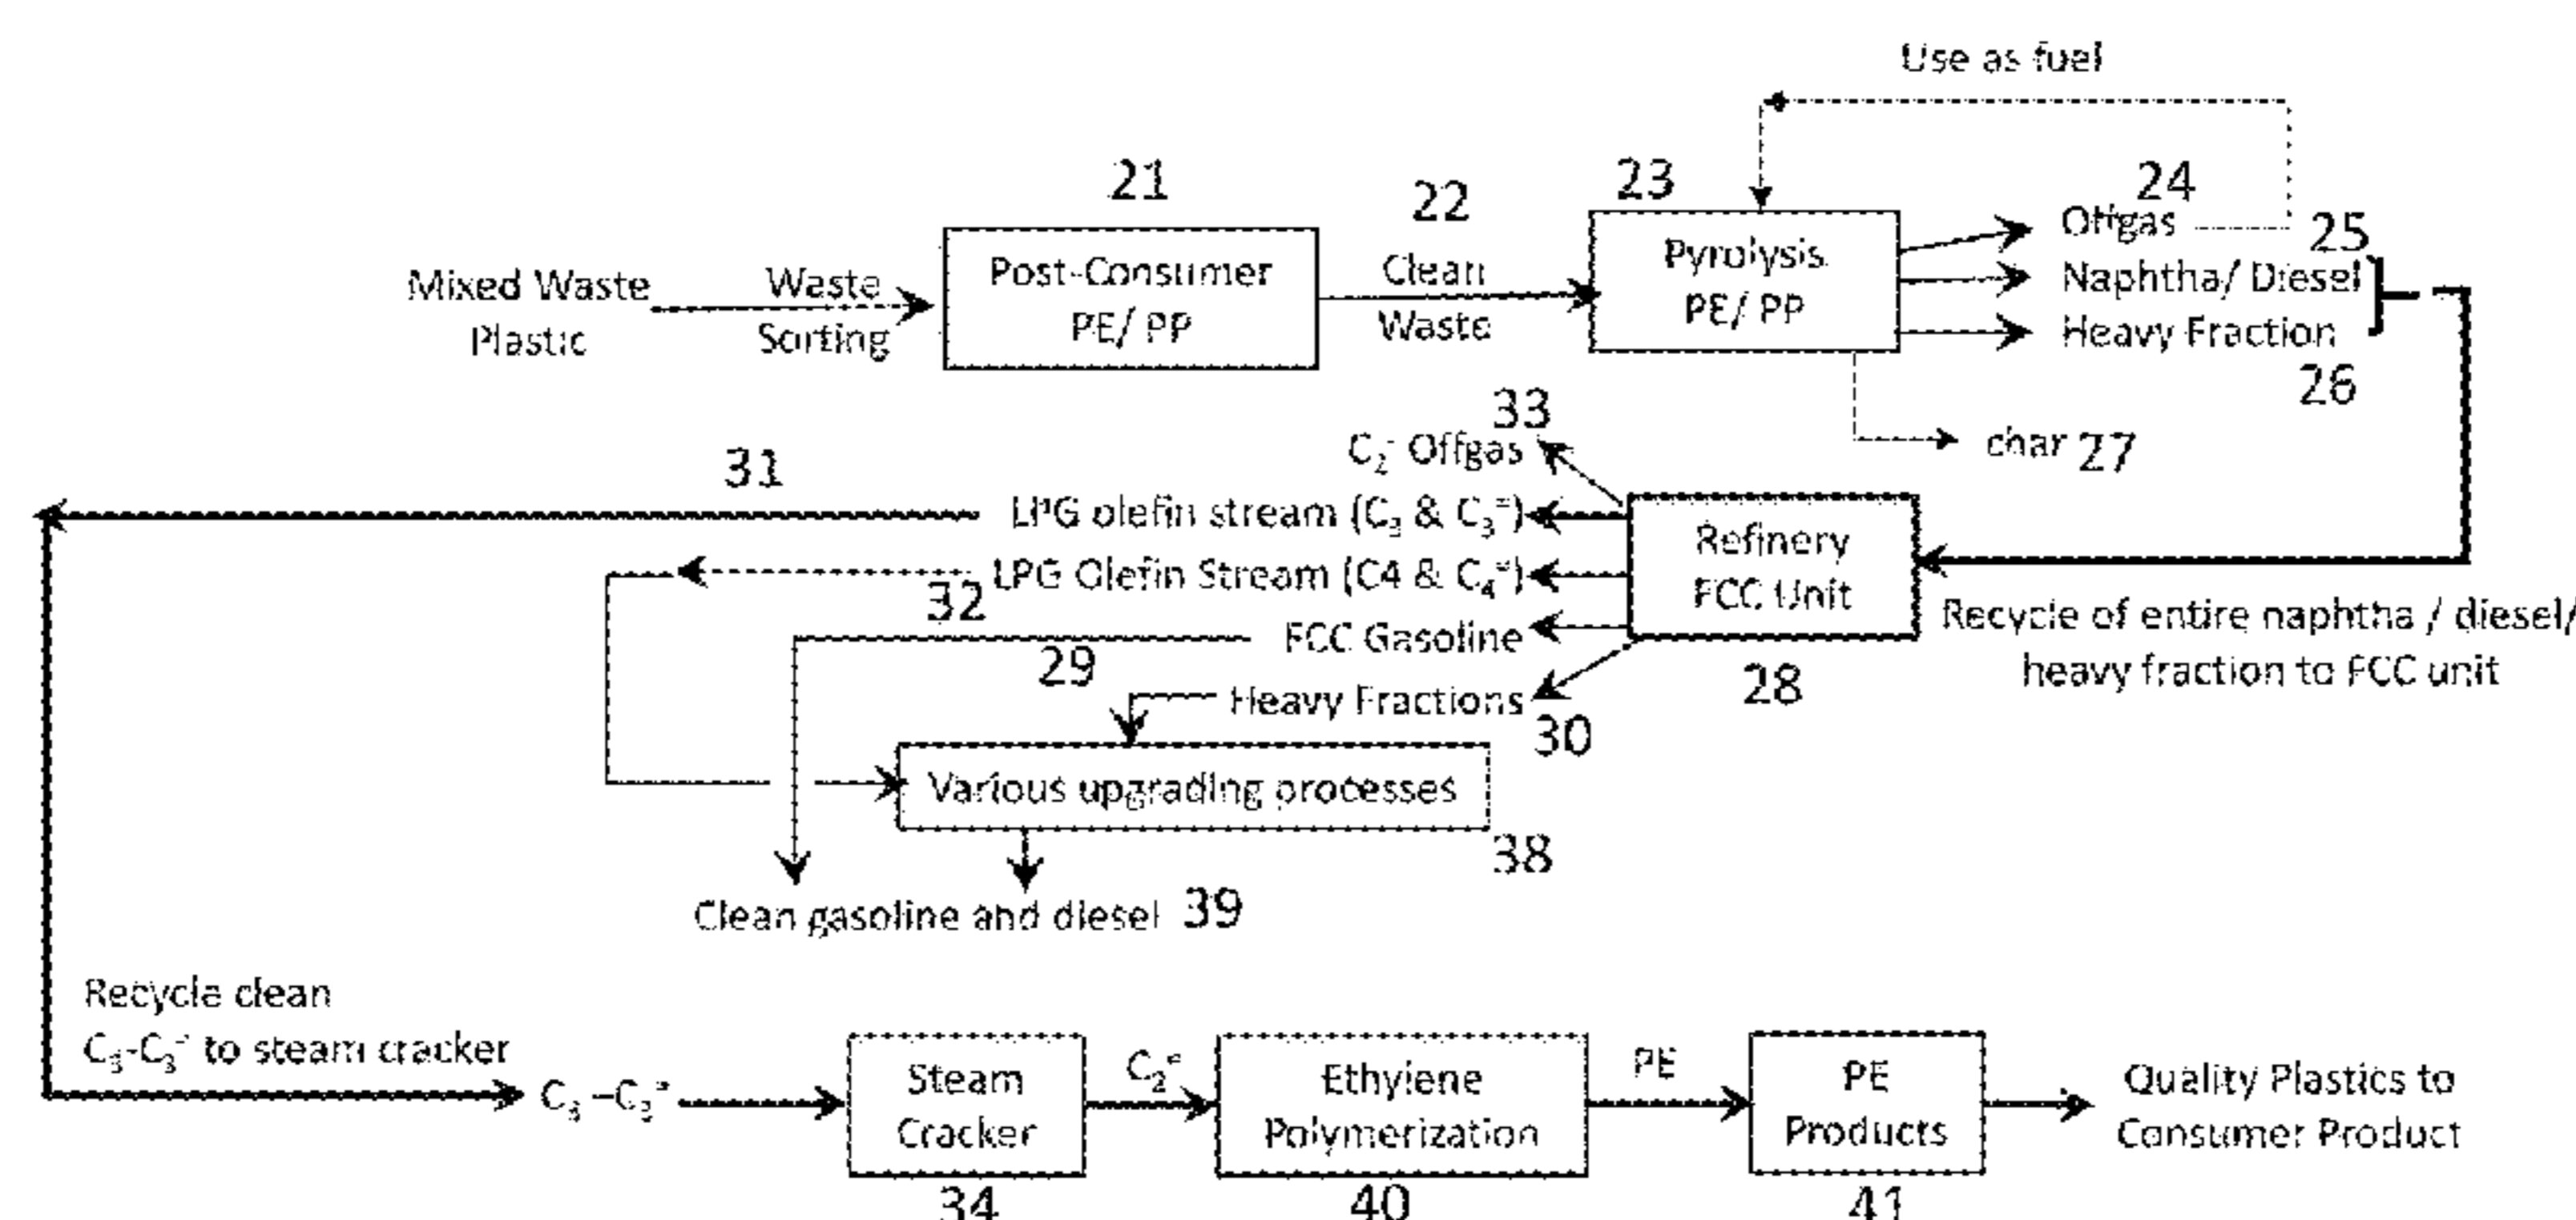 Use as fuel
21
22
23
24
Offgas
25
Mixed Waste
Plastic
Waste
Sorting
Post-Consumer
PE/ PP
Clean
Waste
Pyrolysis
PE/ PP
Naphtha/ Diesel
Heavy Fraction
26
char 27
33
C₂⁻ Offgas
31
LPG olefin stream (C₃ & C₃⁼)
LPG Olefin Stream (C4 & C₄⁼)
32
FCC Gasoline
29
Heavy Fractions
30
Refinery
FCC Unit
28
Recycle of entire naphtha / diesel/
heavy fraction to FCC unit
Various upgrading processes
38
Clean gasoline and diesel 39
Recycle clean
C₃-C₃⁼ to steam cracker
C₃ –C₃⁼
Steam
Cracker
34
C₂⁼
Ethylene
Polymerization
40
PE
PE
Products
41
Quality Plastics to
Consumer Product